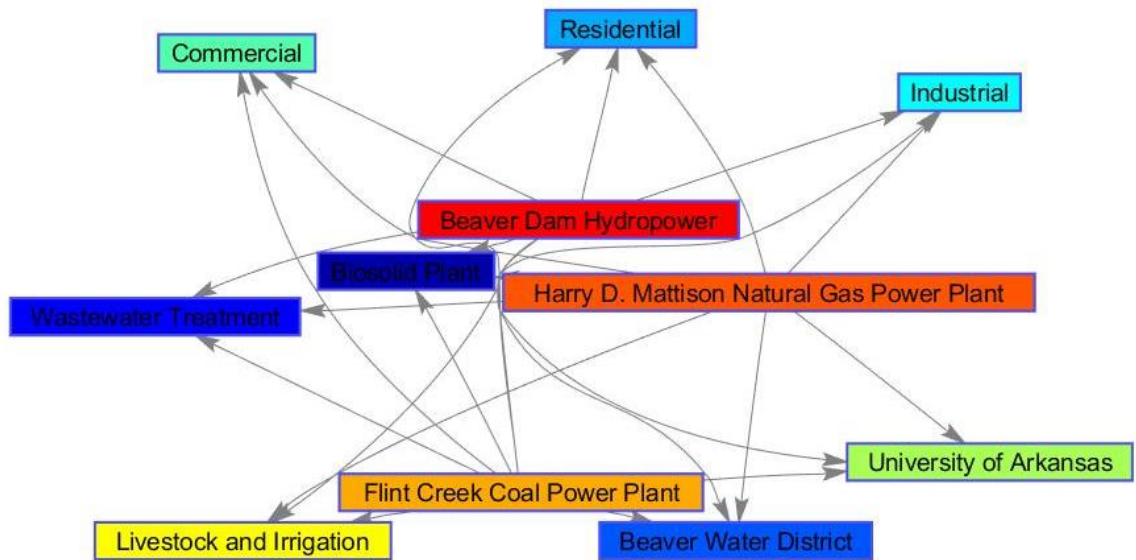 Residential
Commercial
Industrial
Beaver Dam Hydropower
Biosolid Plant
Harry D. Mattison Natural Gas Power Plant
Wastewater Treatment
University of Arkansas
Flint Creek Coal Power Plant
Livestock and Irrigation
Beaver Water District